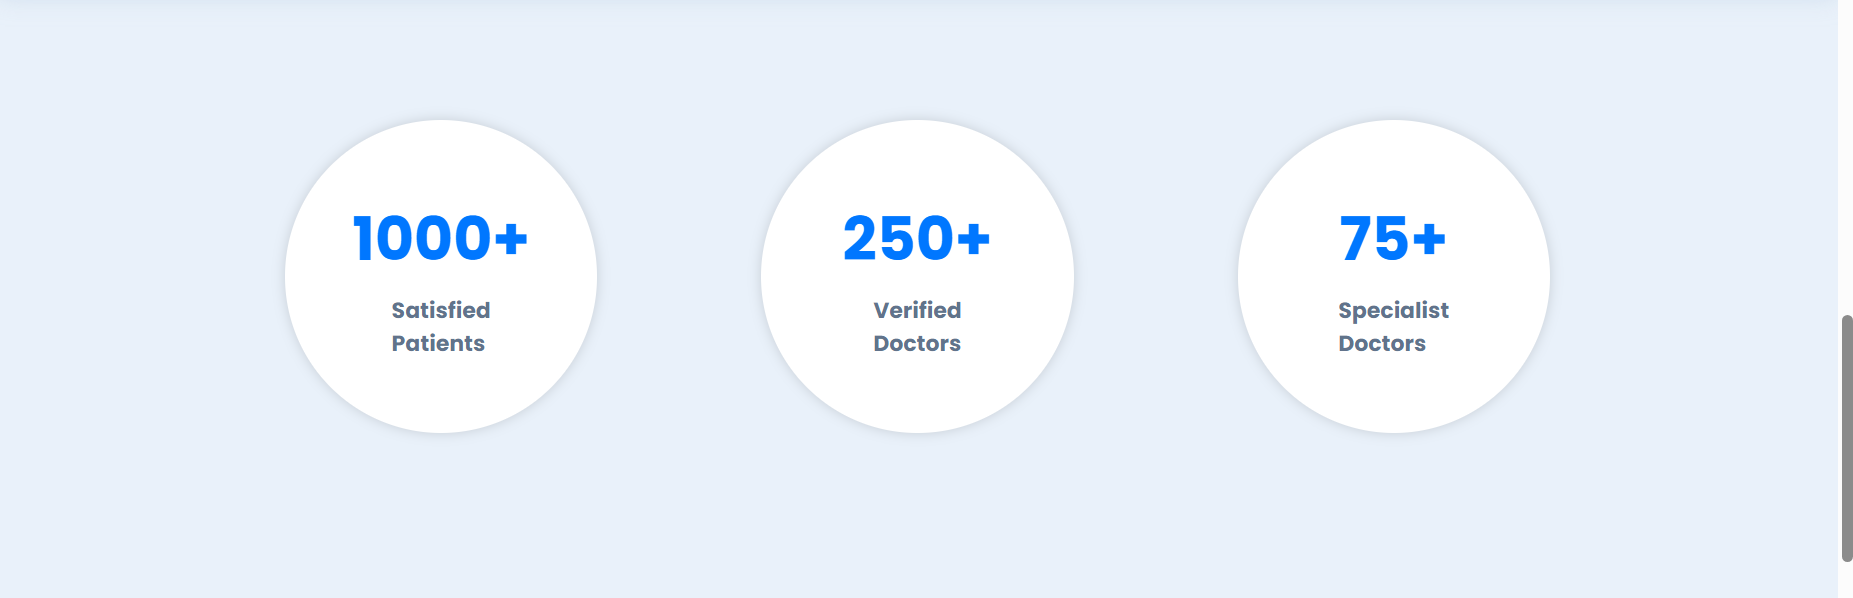 1000+
Satisfied
Patients
250+
Verified
Doctors
75+
Specialist
Doctors